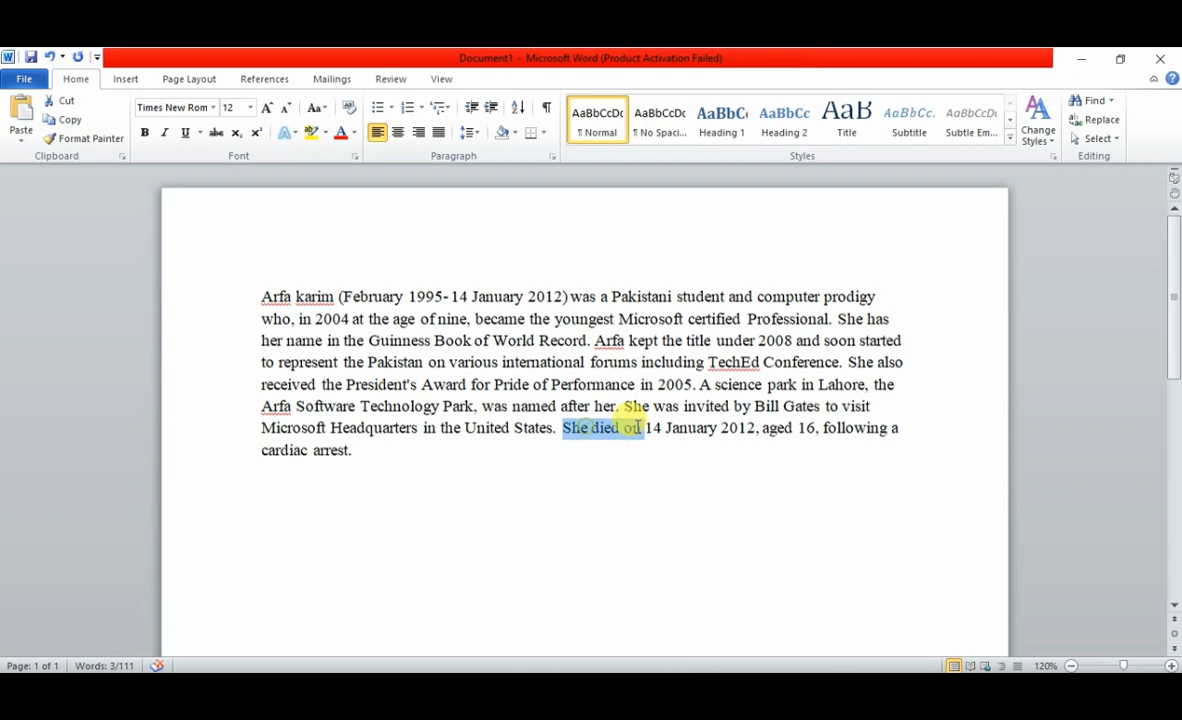 Document1 - Microsoft Word (Product Activation Failed)
File Home Insert Page Layout References Mailings Review View
Paste Cut Copy Format Painter Clipboard
Times New Rom 12 Aa B I U abc x₂ x² A A Font
Paragraph
AaBbCcDc ¶ Normal AaBbCcDc ¶ No Spaci... AaBbC Heading 1 AaBbCc Heading 2 AaB Title AaBbCc. Subtitle AaBbCcDc Subtle Em... Change Styles Styles
Find Replace Select Editing
Arfa karim (February 1995- 14 January 2012) was a Pakistani student and computer prodigy
who, in 2004 at the age of nine, became the youngest Microsoft certified Professional. She has
her name in the Guinness Book of World Record. Arfa kept the title under 2008 and soon started
to represent the Pakistan on various international forums including TechEd Conference. She also
received the President's Award for Pride of Performance in 2005. A science park in Lahore, the
Arfa Software Technology Park, was named after her. She was invited by Bill Gates to visit
Microsoft Headquarters in the United States. She died on 14 January 2012, aged 16, following a
cardiac arrest.
Page: 1 of 1 Words: 3/111 120%